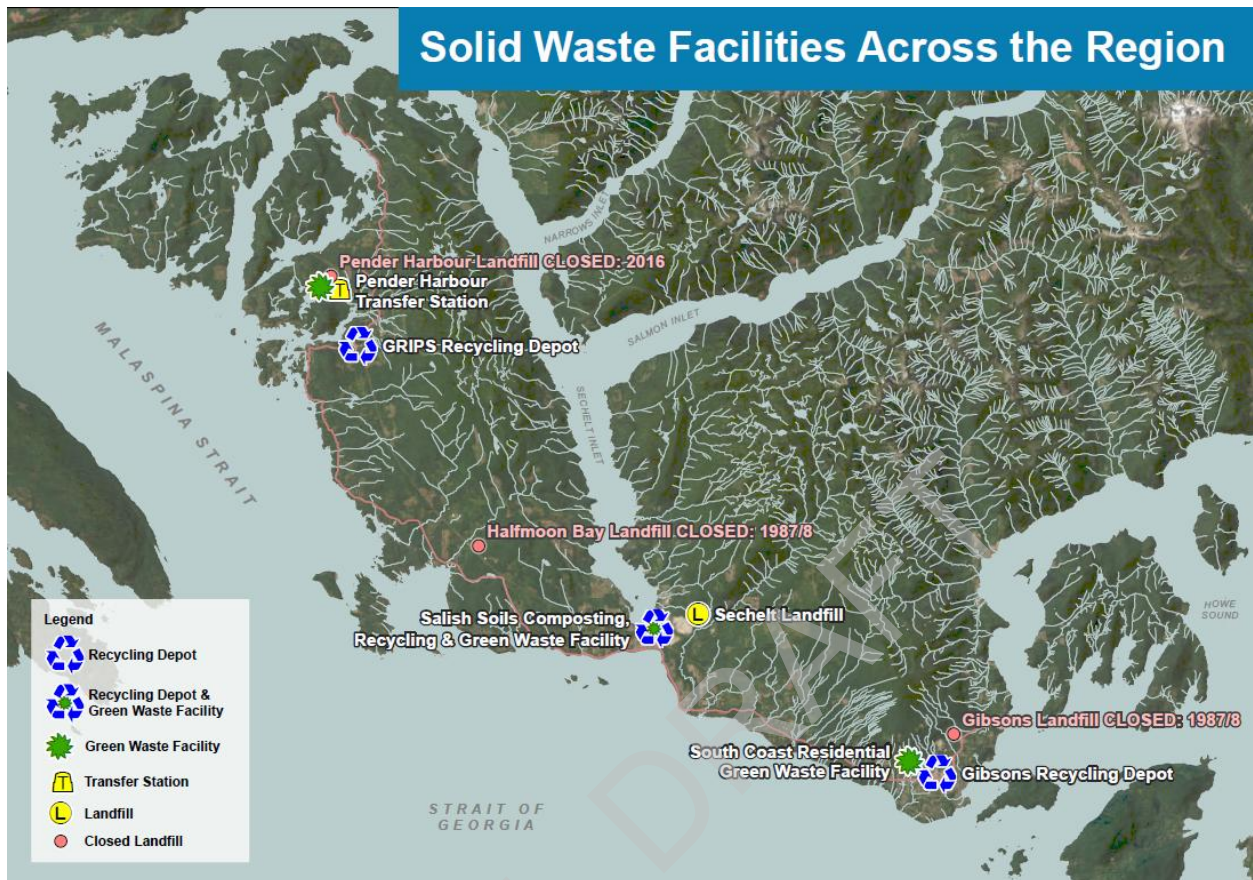 Solid Waste Facilities Across the Region
NARROWS INLET
Pender Harbour Landfill CLOSED: 2016
T
Pender Harbour
Transfer Station
SALMON INLET
GRIPS Recycling Depot
MALASPINA STRAIT
SECHELT INLET
Halfmoon Bay Landfill CLOSED: 1987/8
Salish Soils Composting,
Recycling & Green Waste Facility
L
Sechelt Landfill
HOWE
SOUND
DRAFT
Gibsons Landfill CLOSED: 1987/8
South Coast Residential
Green Waste Facility
Gibsons Recycling Depot
STRAIT OF
GEORGIA
Legend
Recycling Depot
Recycling Depot &
Green Waste Facility
Green Waste Facility
T Transfer Station
L Landfill
Closed Landfill